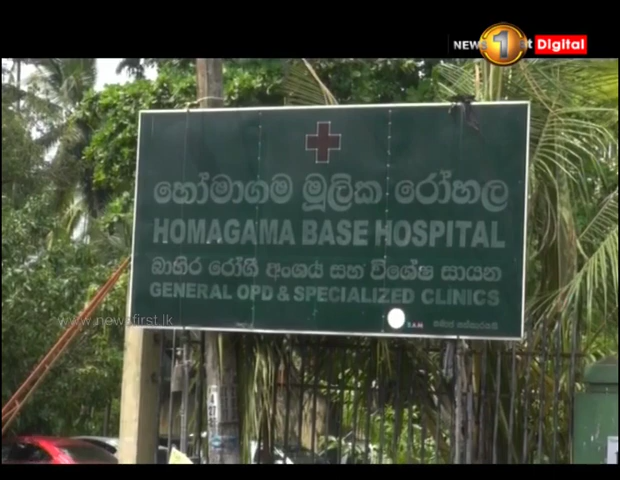 NEWS 1st Digital
හෝමාගම මූලික රෝහල
HOMAGAMA BASE HOSPITAL
බාහිර රෝගී අංශය සහ විශේෂ සායන
GENERAL OPD & SPECIALIZED CLINICS
www.newsfirst.lk